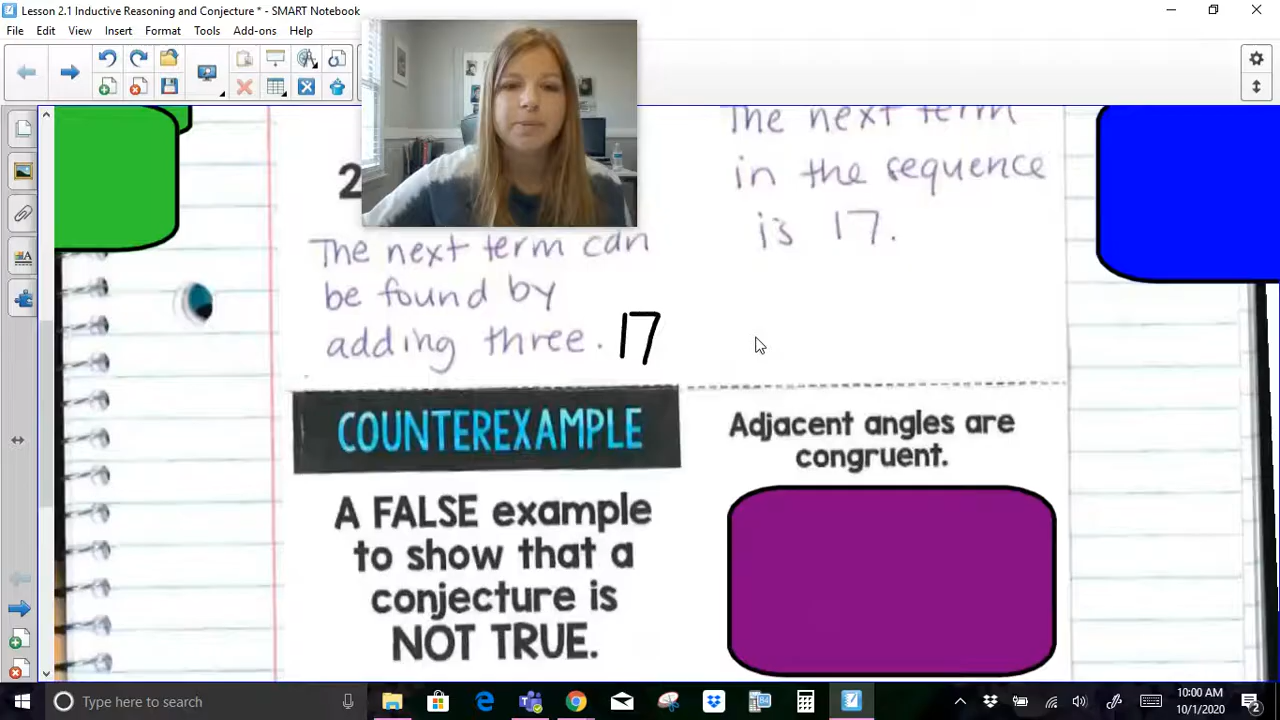 Lesson 2.1 Inductive Reasoning and Conjecture * - SMART Notebook
File Edit View Insert Format Tools Add-ons Help
The next term
in the sequence
is 17.
2
The next term can
be found by
adding three. 17
COUNTEREXAMPLE
A FALSE example
to show that a
conjecture is
NOT TRUE.
Adjacent angles are
congruent.
Type here to search
10:00 AM
10/1/2020
2